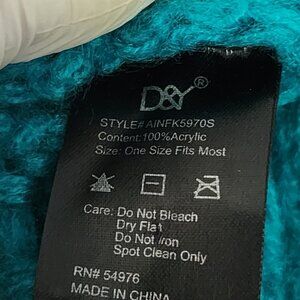 D&Y®
STYLE# AINFK5970S
Content: 100% Acrylic
Size: One Size Fits Most
Care: Do Not Bleach
Dry Flat
Do Not Iron
Spot Clean Only
RN# 54976
MADE IN CHINA